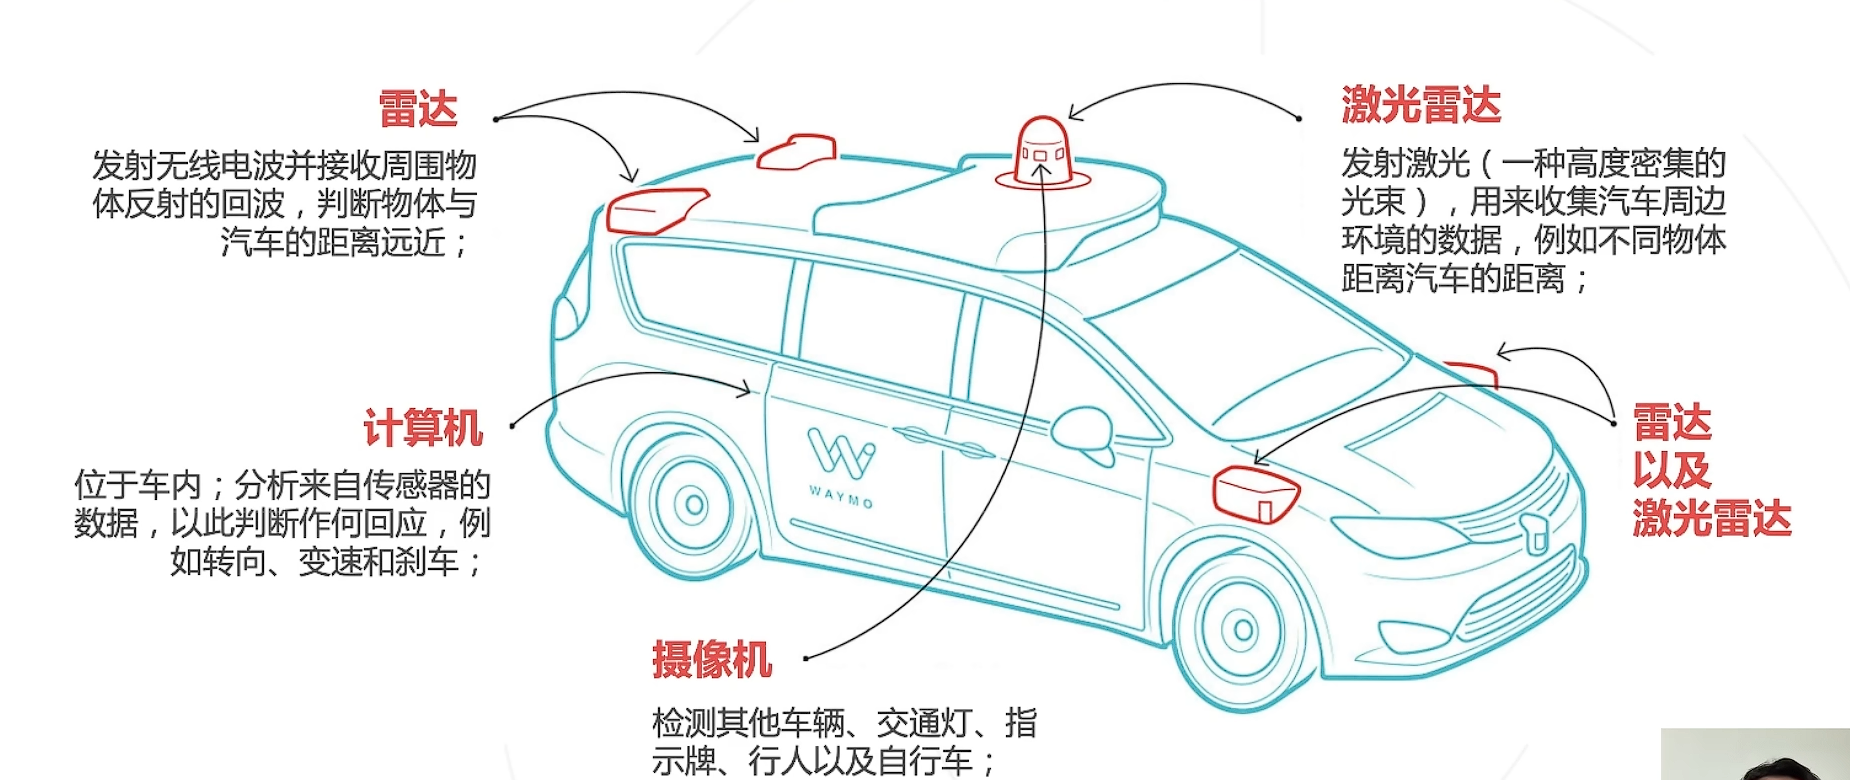 雷达
发射无线电波并接收周围物
体反射的回波，判断物体与
汽车的距离远近；
激光雷达
发射激光（一种高度密集的
光束），用来收集汽车周边
环境的数据，例如不同物体
距离汽车的距离；
计算机
位于车内；分析来自传感器的
数据，以此判断作何回应，例
如转向、变速和刹车；
WAYMO
雷达
以及
激光雷达
摄像机
检测其他车辆、交通灯、指
示牌、行人以及自行车；